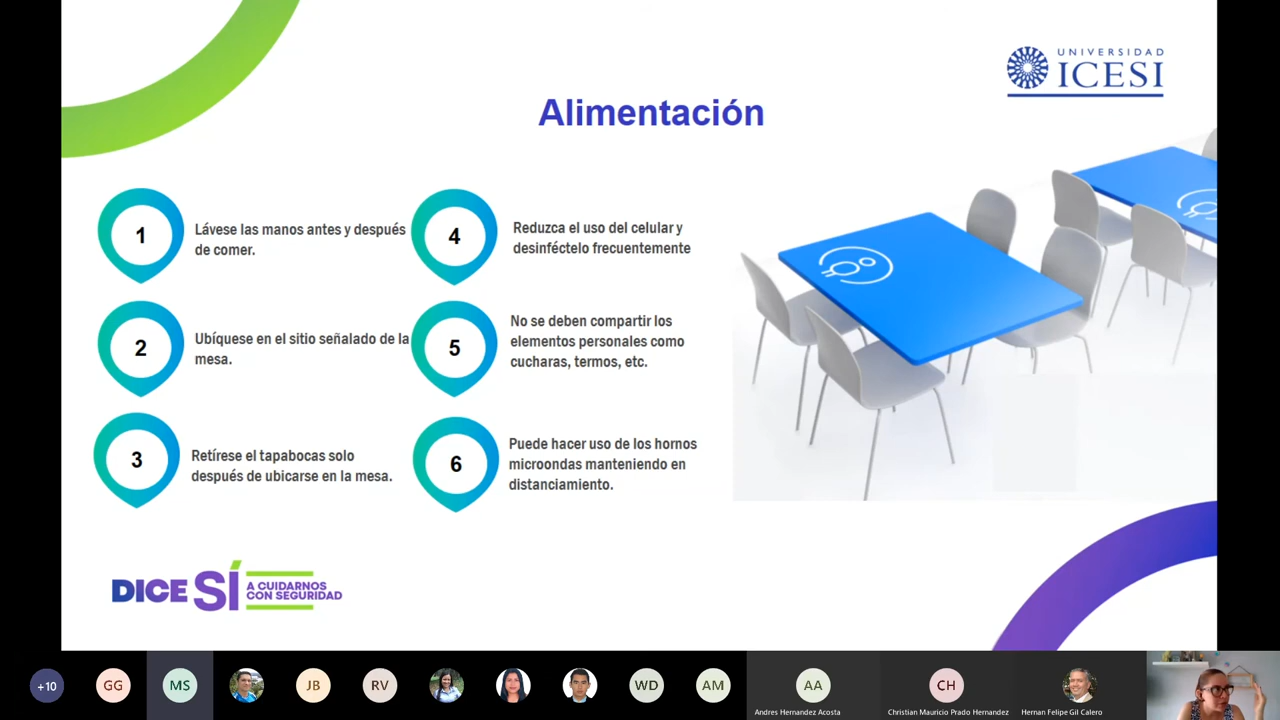 UNIVERSIDAD
ICESI
Alimentación
1
Lávese las manos antes y después
de comer.
2
Ubíquese en el sitio señalado de la
mesa.
3
Retírese el tapabocas solo
después de ubicarse en la mesa.
4
Reduzca el uso del celular y
desinféctelo frecuentemente
5
No se deben compartir los
elementos personales como
cucharas, termos, etc.
6
Puede hacer uso de los hornos
microondas manteniendo en
distanciamiento.
DICE SÍ
A CUIDARNOS
CON SEGURIDAD
+10
GG
MS
JB
RV
WD
AM
AA
CH
Andres Hernandez Acosta
Christian Mauricio Prado Hernandez
Hernan Felipe Gil Calero